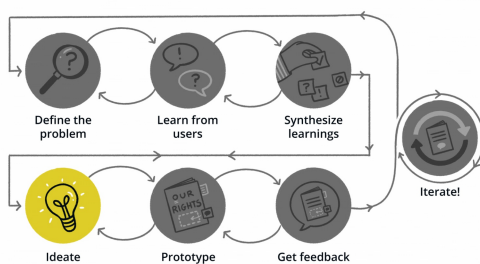 ?
!
?
?
!
Define the
problem
Learn from
users
Synthesize
learnings
Iterate!
OUR
RIGHTS
Ideate
Prototype
Get feedback